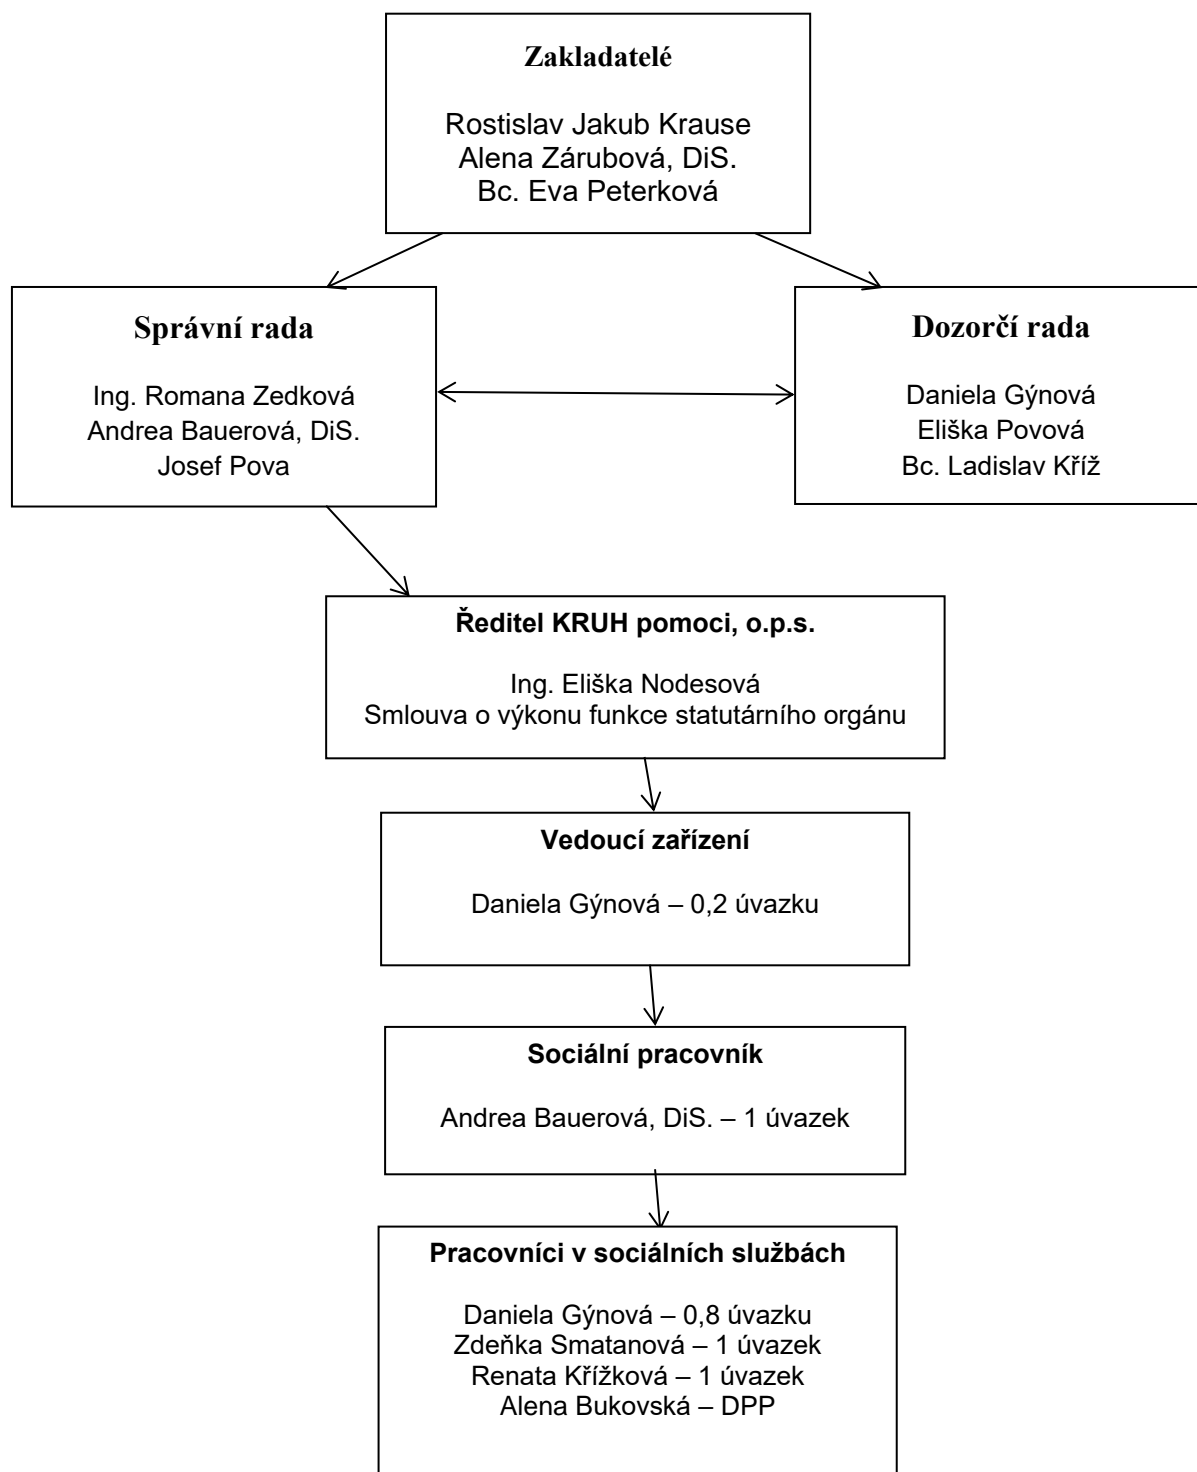 Zakladatelé
Rostislav Jakub Krause
Alena Zárubová, DiS.
Bc. Eva Peterková
Správní rada
Ing. Romana Zedková
Andrea Bauerová, DiS.
Josef Pova
Dozorčí rada
Daniela Gýnová
Eliška Povová
Bc. Ladislav Kříž
Ředitel KRUH pomoci, o.p.s.
Ing. Eliška Nodesová
Smlouva o výkonu funkce statutárního orgánu
Vedoucí zařízení
Daniela Gýnová – 0,2 úvazku
Sociální pracovník
Andrea Bauerová, DiS. – 1 úvazek
Pracovníci v sociálních službách
Daniela Gýnová – 0,8 úvazku
Zdeňka Smatanová – 1 úvazek
Renata Křížková – 1 úvazek
Alena Bukovská – DPP